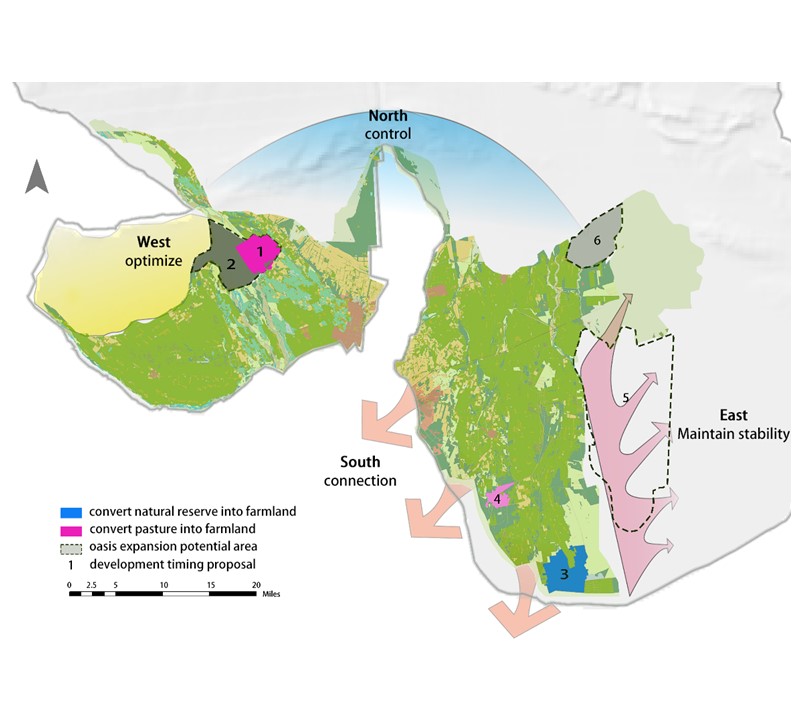 North
control
West
optimize
1
2
6
5
East
Maintain stability
South
connection
4
3
convert natural reserve into farmland
convert pasture into farmland
oasis expansion potential area
1 development timing proposal
0 2.5 5 10 15 20 Miles